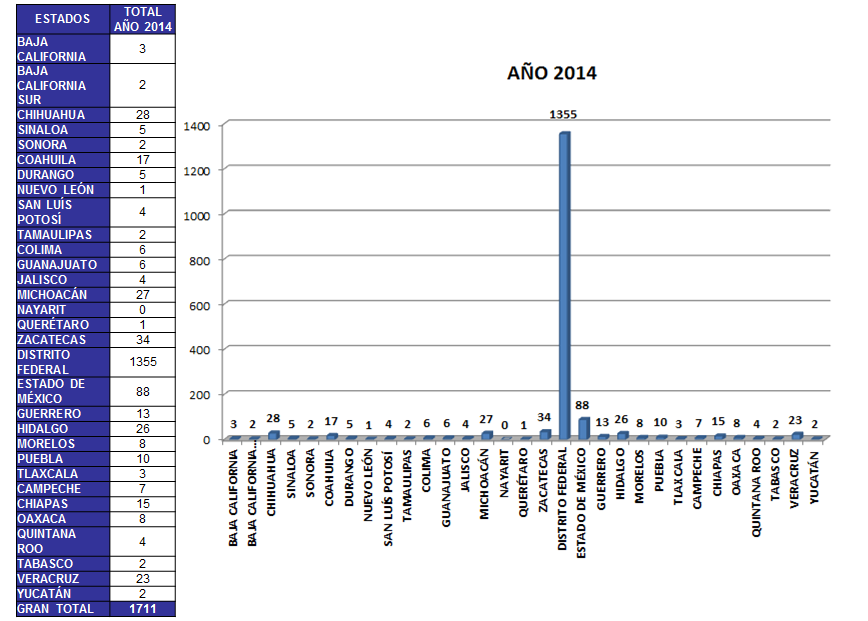 ESTADOS
TOTAL
AÑO 2014
BAJA
CALIFORNIA
3
BAJA
CALIFORNIA
SUR
2
CHIHUAHUA 28
SINALOA 5
SONORA 2
COAHUILA 17
DURANGO 5
NUEVO LEÓN 1
SAN LUÍS
POTOSÍ
4
TAMAULIPAS 2
COLIMA 6
GUANAJUATO 6
JALISCO 4
MICHOACÁN 27
NAYARIT 0
QUERÉTARO 1
ZACATECAS 34
DISTRITO
FEDERAL
1355
ESTADO DE
MÉXICO
88
GUERRERO 13
HIDALGO 26
MORELOS 8
PUEBLA 10
TLAXCALA 3
CAMPECHE 7
CHIAPAS 15
OAXACA 8
QUINTANA
ROO
4
TABASCO 2
VERACRUZ 23
YUCATÁN 2
GRAN TOTAL 1711
AÑO 2014
1400
1200
1000
800
600
400
200
0
3 2 28 5 2 17 5 1 4 2 6 6 4 27 0 1 34 1355 88 13 26 8 10 3 7 15 8 4 2 23 2
BAJA CALIFORNIA
BAJA CALIFORNIA...
CHIHUAHUA
SINALOA
SONORA
COAHUILA
DURANGO
NUEVO LEÓN
SAN LUÍS POTOSÍ
TAMAULIPAS
COLIMA
GUANAJUATO
JALISCO
MICHOACÁN
NAYARIT
QUERÉTARO
ZACATECAS
DISTRITO FEDERAL
ESTADO DE MÉXICO
GUERRERO
HIDALGO
MORELOS
PUEBLA
TLAXCALA
CAMPECHE
CHIAPAS
OAXACA
QUINTANA ROO
TABASCO
VERACRUZ
YUCATÁN